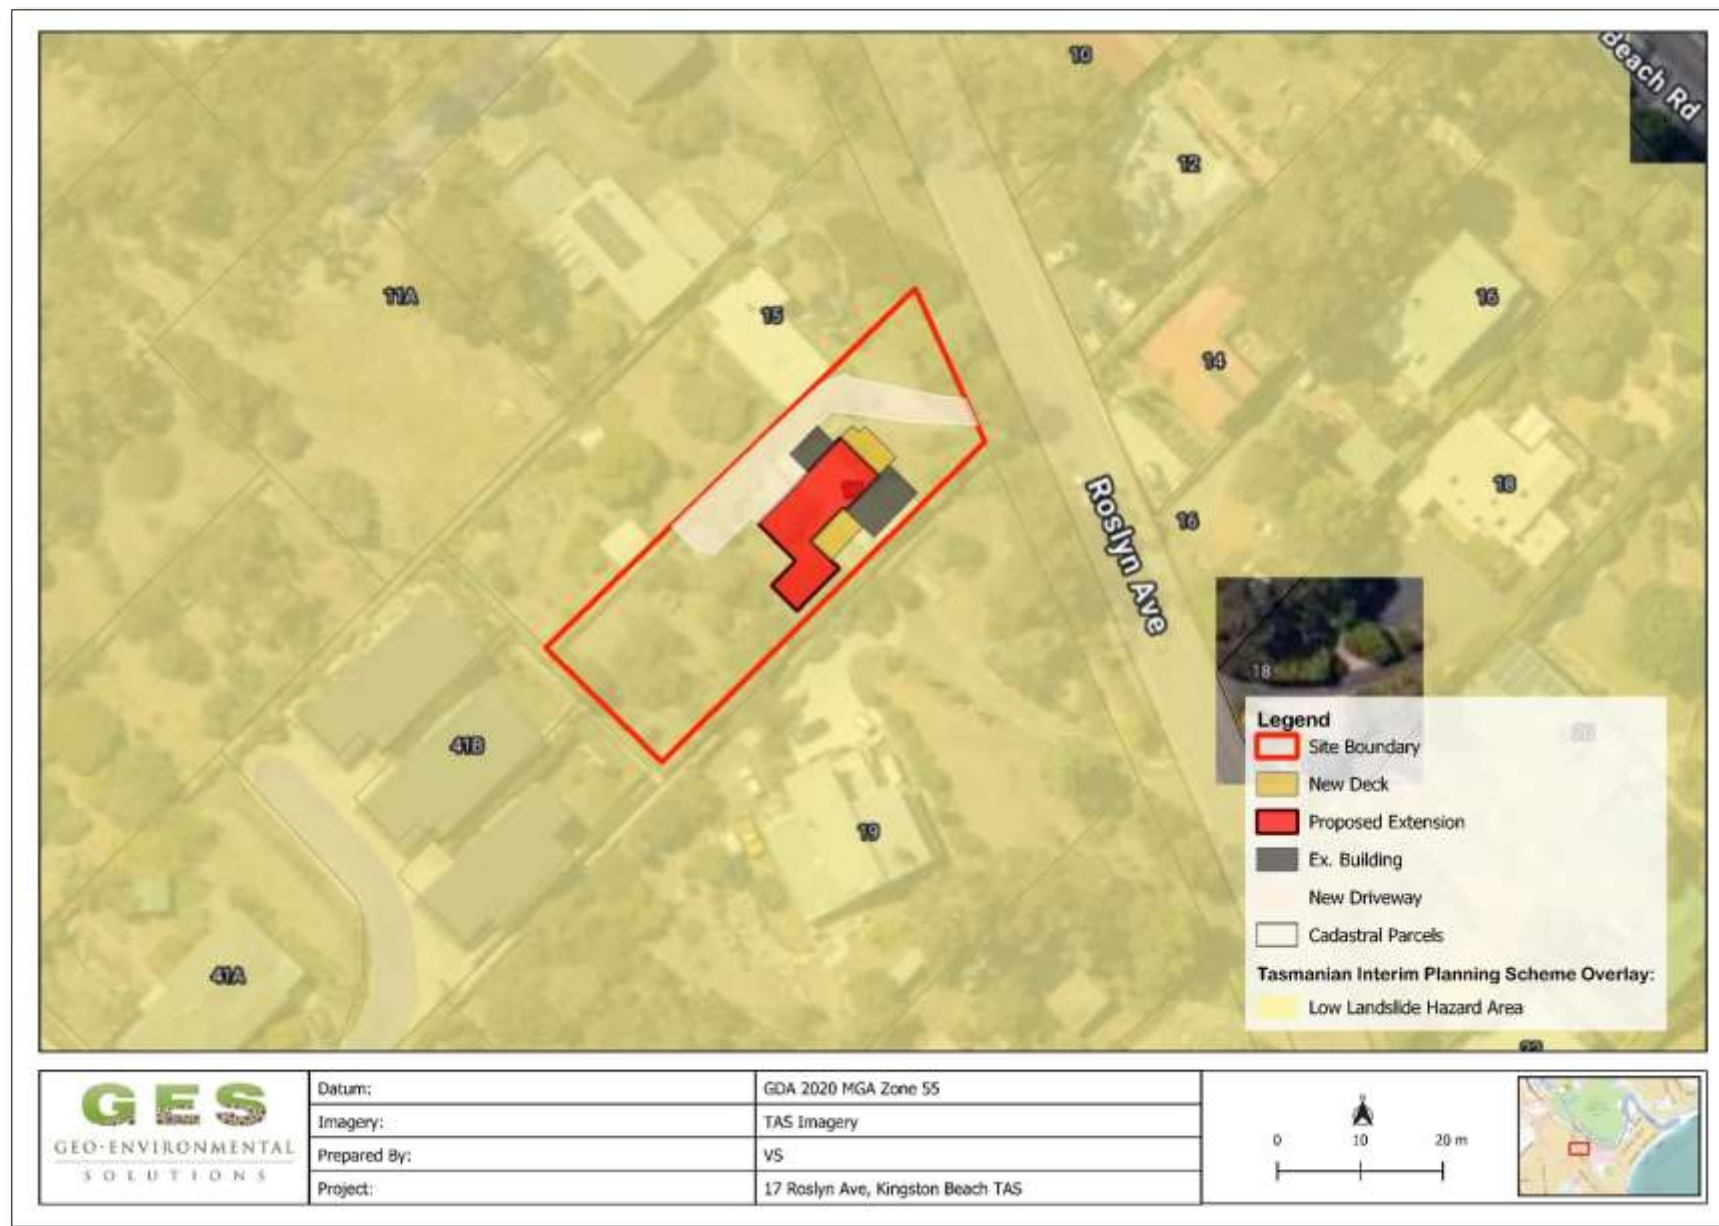 Beach Rd
10
12
11A
15
16
14
18
Roslyn Ave
16
18
41B
19
41A
22
Legend
Site Boundary
New Deck
Proposed Extension
Ex. Building
New Driveway
Cadastral Parcels
Tasmanian Interim Planning Scheme Overlay:
Low Landslide Hazard Area
GES
GEO-ENVIRONMENTAL
SOLUTIONS
Datum: GDA 2020 MGA Zone 55
Imagery: TAS Imagery
Prepared By: VS
Project: 17 Roslyn Ave, Kingston Beach TAS
0 10 20 m